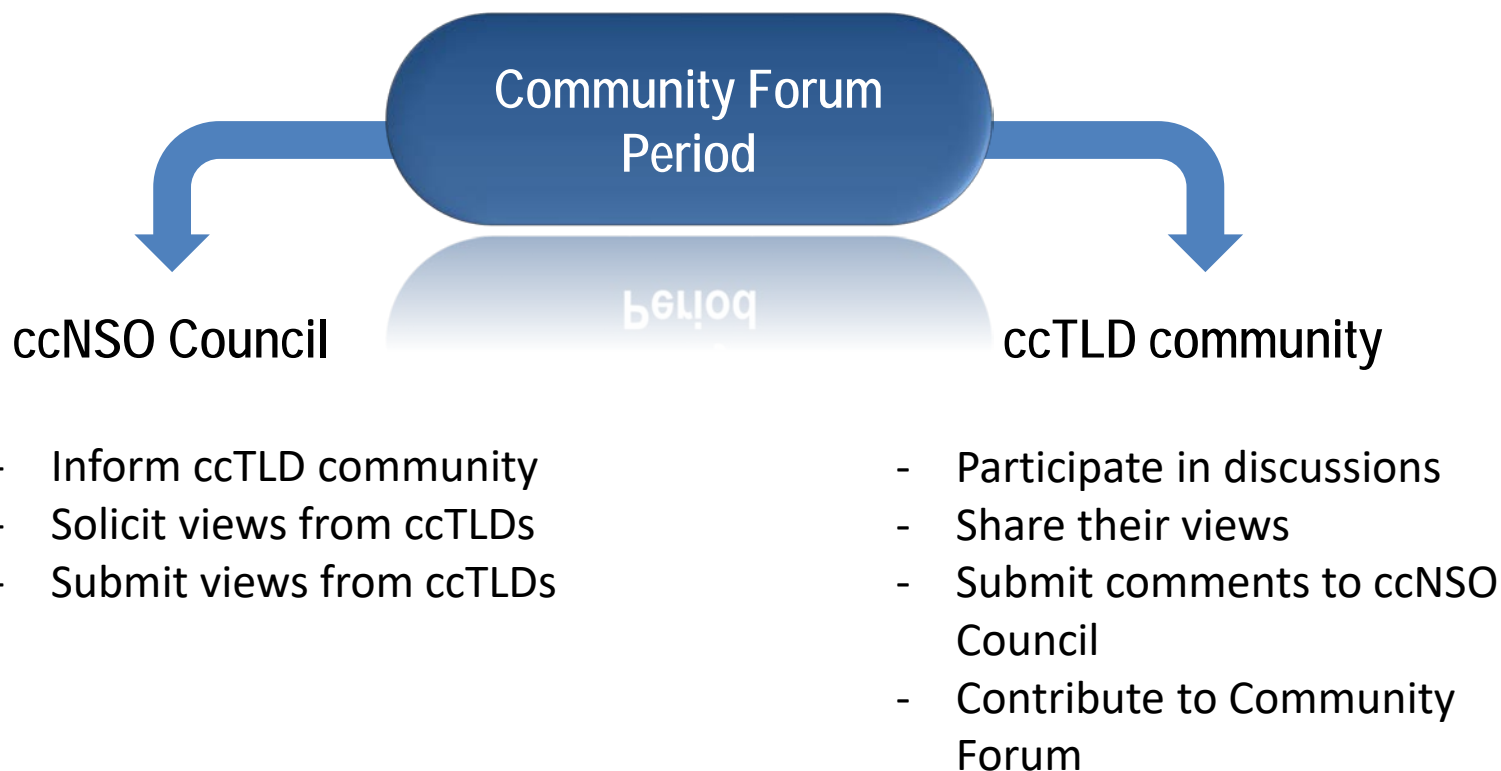 Community Forum
Period
Period
ccNSO Council
ccTLD community
- Inform ccTLD community
- Solicit views from ccTLDs
- Submit views from ccTLDs
- Participate in discussions
- Share their views
- Submit comments to ccNSO
Council
- Contribute to Community
Forum